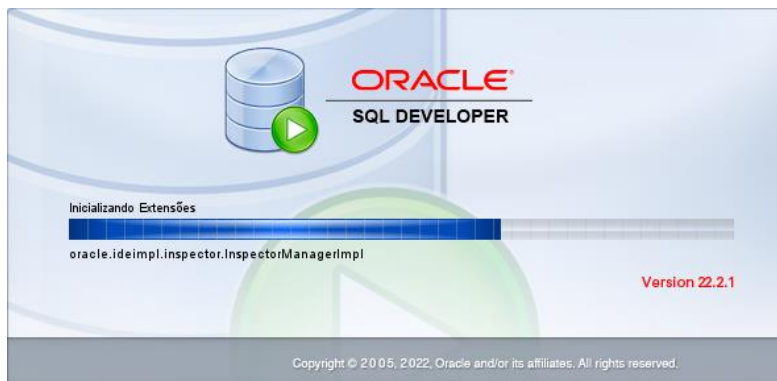 ORACLE
SQL DEVELOPER
Inicializando Extensões
oracle.ideimpl.inspector.InspectorManagerImpl
Version 22.2.1
Copyright © 2005, 2022, Oracle and/or its affiliates. All rights reserved.